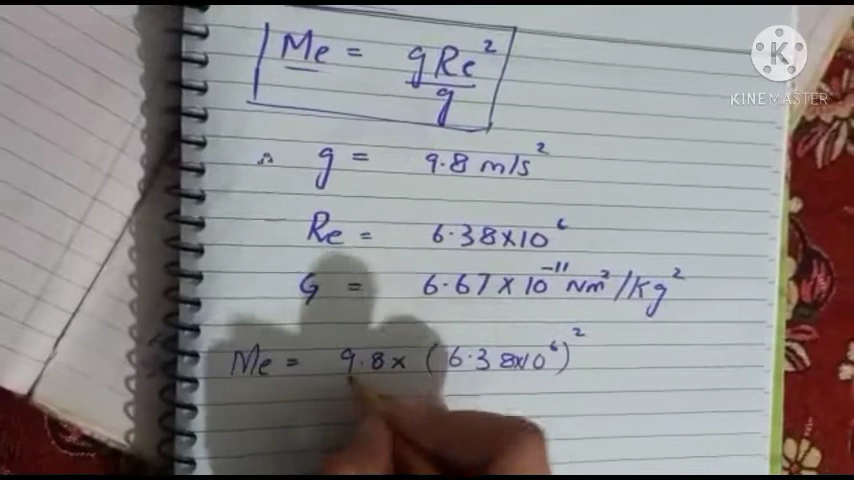 Me = gRe²/g
∴ g = 9.8 m/s²
Re = 6.38×10⁶
G = 6.67 × 10⁻¹¹ Nm²/Kg²
Me = 9.8 × (6.38×10⁶)²
KINEMASTER